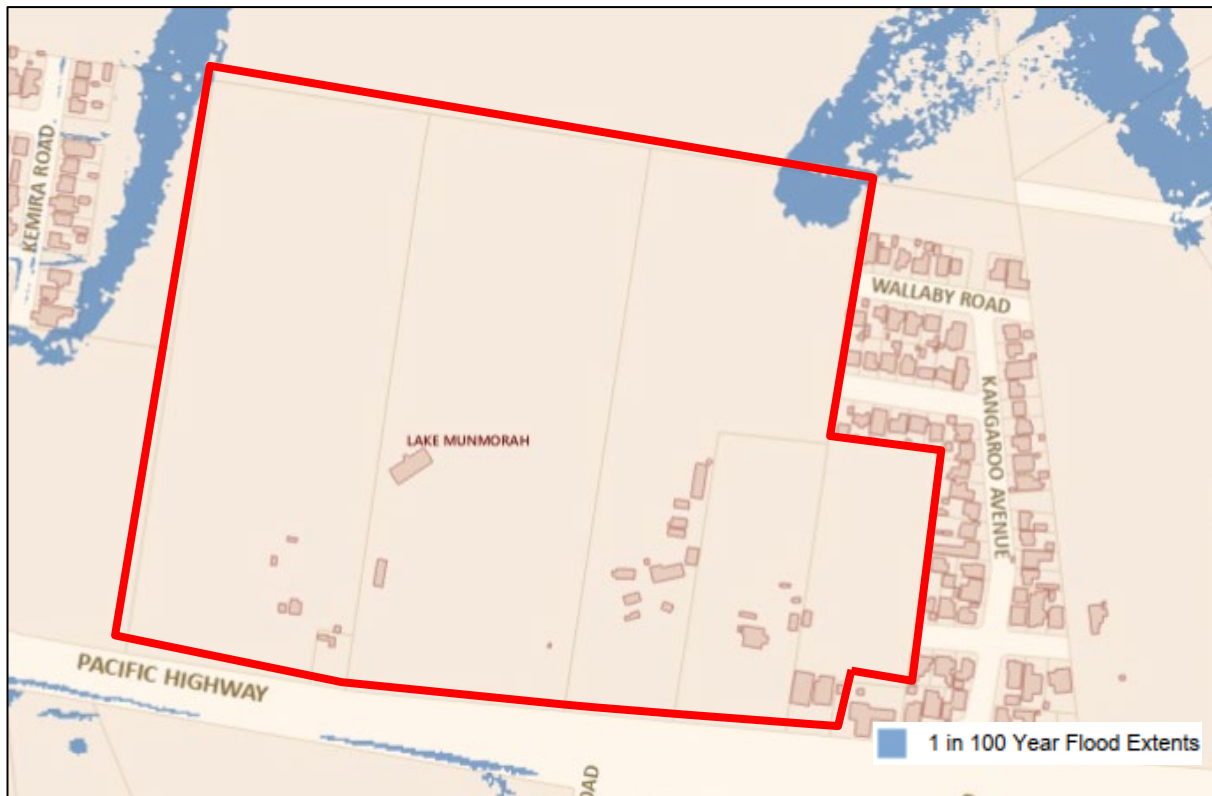 KEMIRA ROAD
WALLABY ROAD
KANGAROO AVENUE
LAKE MUNMORAH
PACIFIC HIGHWAY
1 in 100 Year Flood Extents
OAD